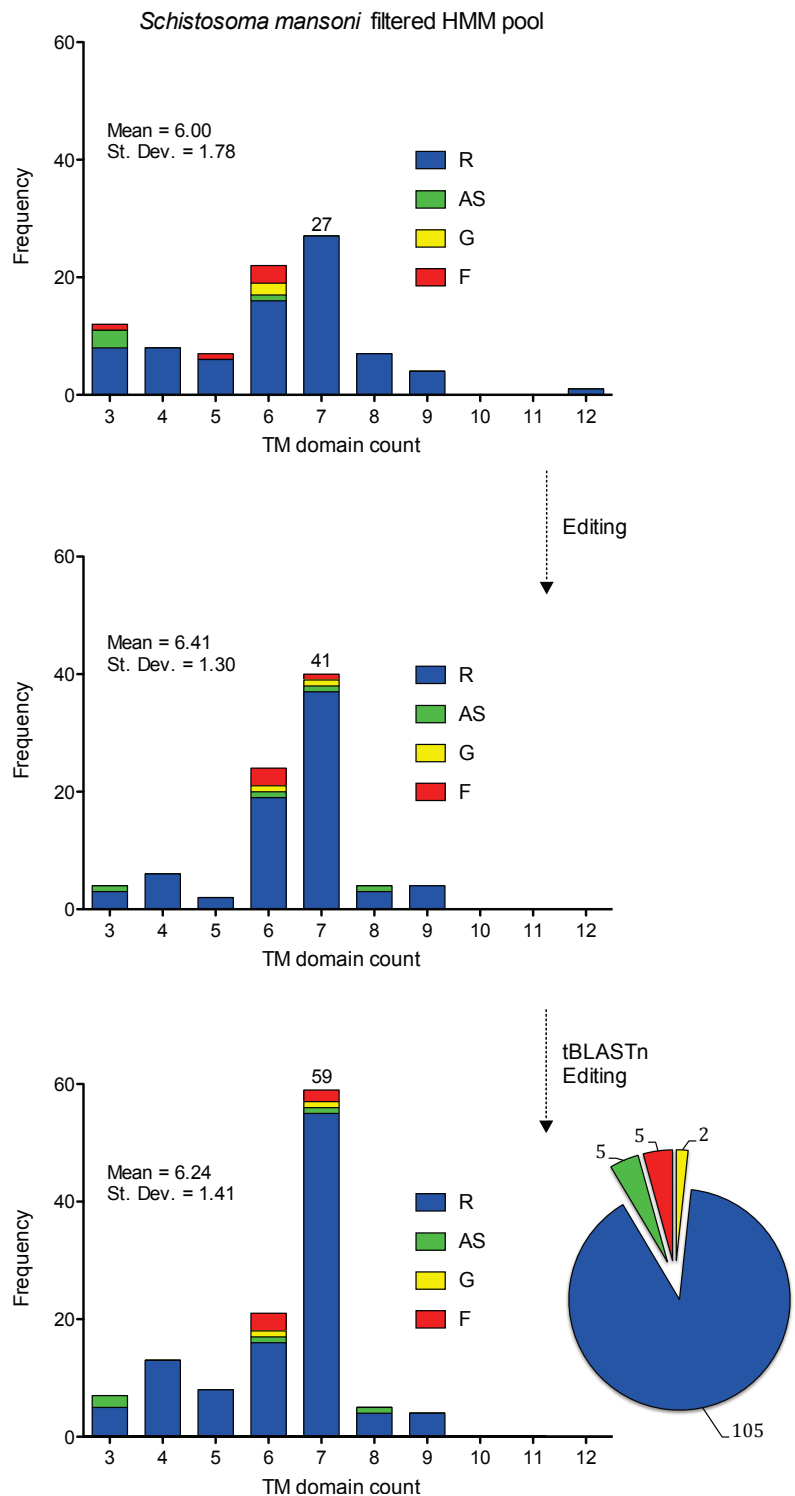 Schistosoma mansoni filtered HMM pool
60
40
20
0
Frequency
Mean = 6.00
St. Dev. = 1.78
27
R
AS
G
F
3 4 5 6 7 8 9 10 11 12
TM domain count
Editing
60
40
20
0
Frequency
Mean = 6.41
St. Dev. = 1.30
41
R
AS
G
F
3 4 5 6 7 8 9 10 11 12
TM domain count
tBLASTn
Editing
60
40
20
0
Frequency
Mean = 6.24
St. Dev. = 1.41
59
R
AS
G
F
3 4 5 6 7 8 9 10 11 12
TM domain count
5 5 2
105